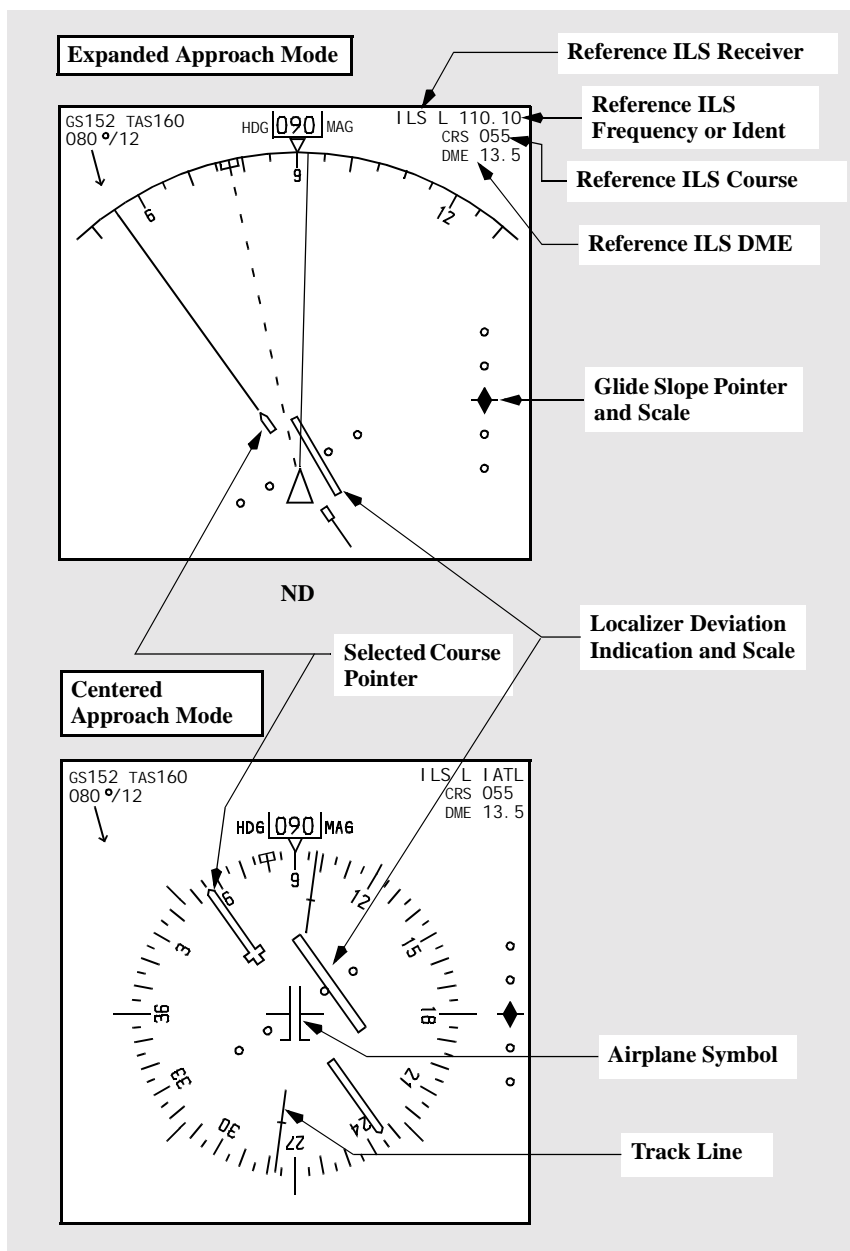 Expanded Approach Mode
Reference ILS Receiver
Reference ILS
Frequency or Ident
Reference ILS Course
Reference ILS DME
GS152 TAS160
080°/12
HDG 090 MAG
ILS L 110.10
CRS 055
DME 13.5
6
9
12
Glide Slope Pointer
and Scale
ND
Localizer Deviation
Indication and Scale
Selected Course
Pointer
Centered
Approach Mode
GS152 TAS160
080°/12
HDG 090 MAG
ILS L IATL
CRS 055
DME 13.5
6
9
12
3
15
36
18
33
21
30
27
24
Airplane Symbol
Track Line